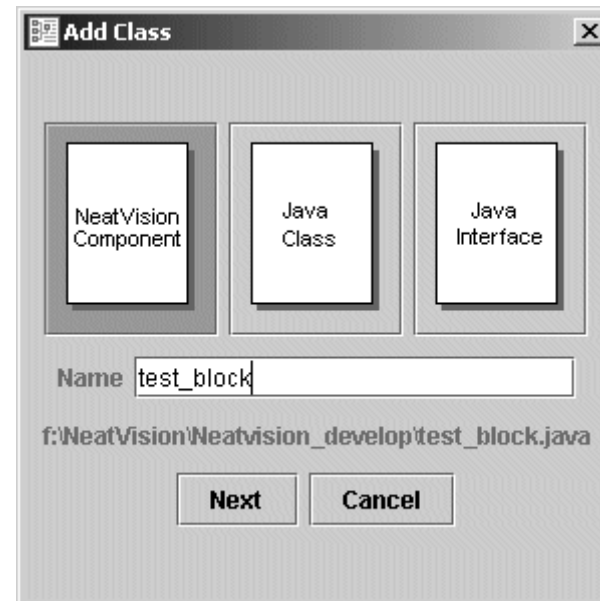 Add Class
NeatVision
Component
Java
Class
Java
Interface
Name test_block
f:\NeatVision\Neatvision_develop\test_block.java
Next Cancel